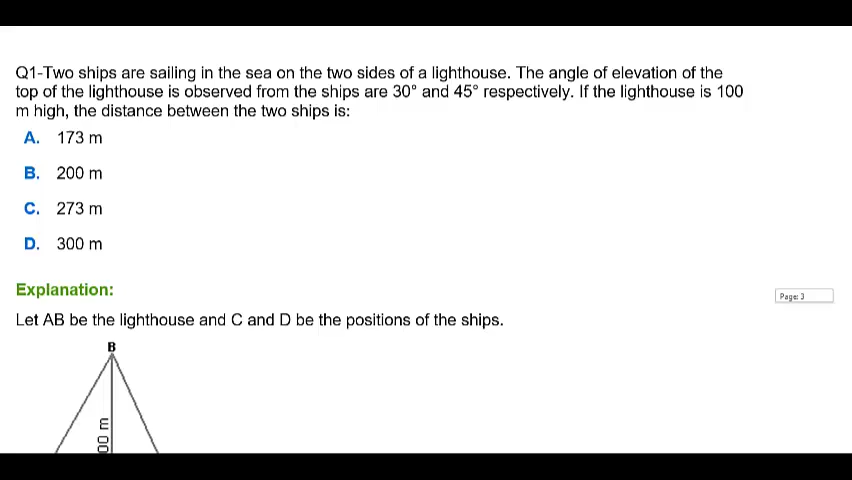 Q1-Two ships are sailing in the sea on the two sides of a lighthouse. The angle of elevation of the
top of the lighthouse is observed from the ships are 30° and 45° respectively. If the lighthouse is 100
m high, the distance between the two ships is:
A. 173 m
B. 200 m
C. 273 m
D. 300 m
Explanation:
Page: 3
Let AB be the lighthouse and C and D be the positions of the ships.
B
00 m